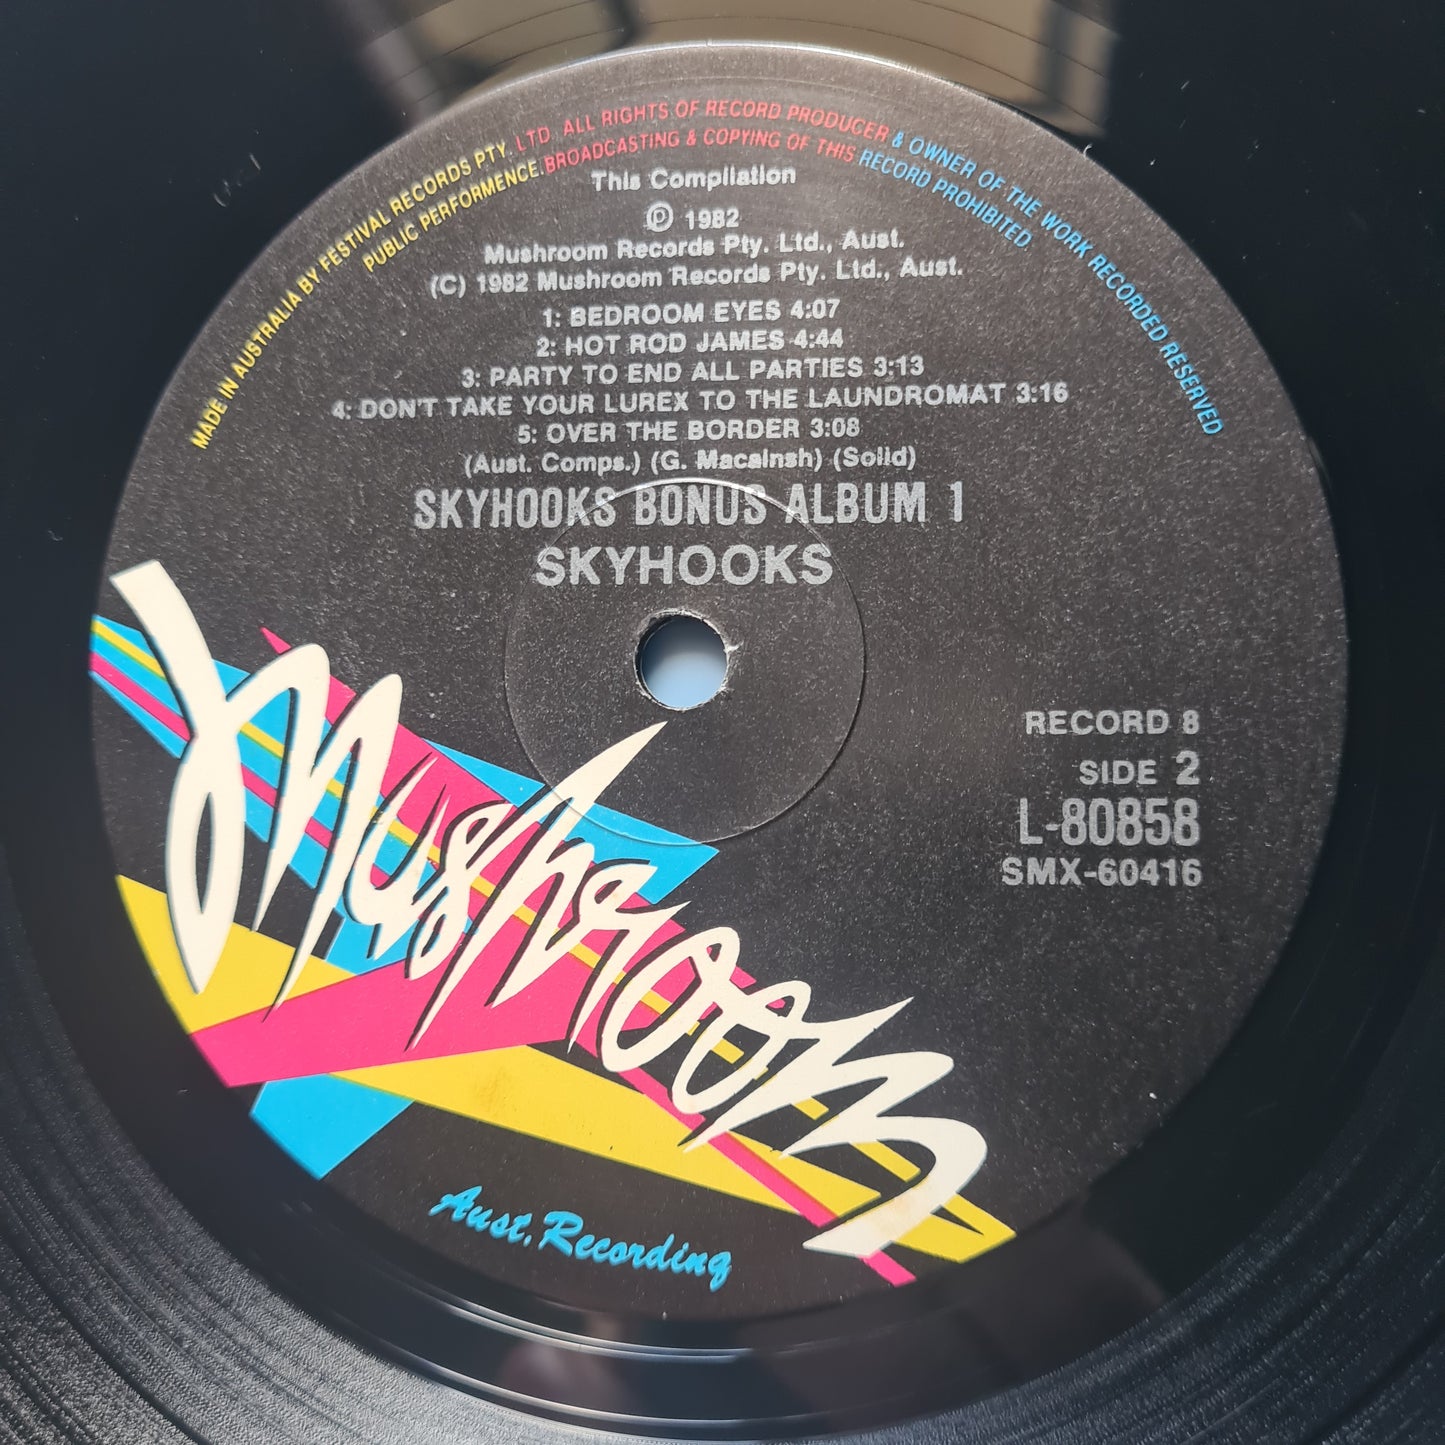 MADE IN AUSTRALIA BY FESTIVAL RECORDS PTY. LTD. ALL RIGHTS OF RECORD PRODUCER & OWNER OF THE WORK RECORDED RESERVED
PUBLIC PERFORMENCE. BROADCASTING & COPYING OF THIS RECORD PROHIBITED
This Compilation
℗ 1982
Mushroom Records Pty. Ltd., Aust.
(C) 1982 Mushroom Records Pty. Ltd., Aust.
1: BEDROOM EYES 4:07
2: HOT ROD JAMES 4:44
3: PARTY TO END ALL PARTIES 3:13
4: DON'T TAKE YOUR LUREX TO THE LAUNDROMAT 3:16
5: OVER THE BORDER 3:08
(Aust. Comps.) (G. Macainsh) (Solid)
SKYHOOKS BONUS ALBUM 1
SKYHOOKS
RECORD 8
SIDE 2
L-80858
SMX-60416
Mushroom
Aust. Recording